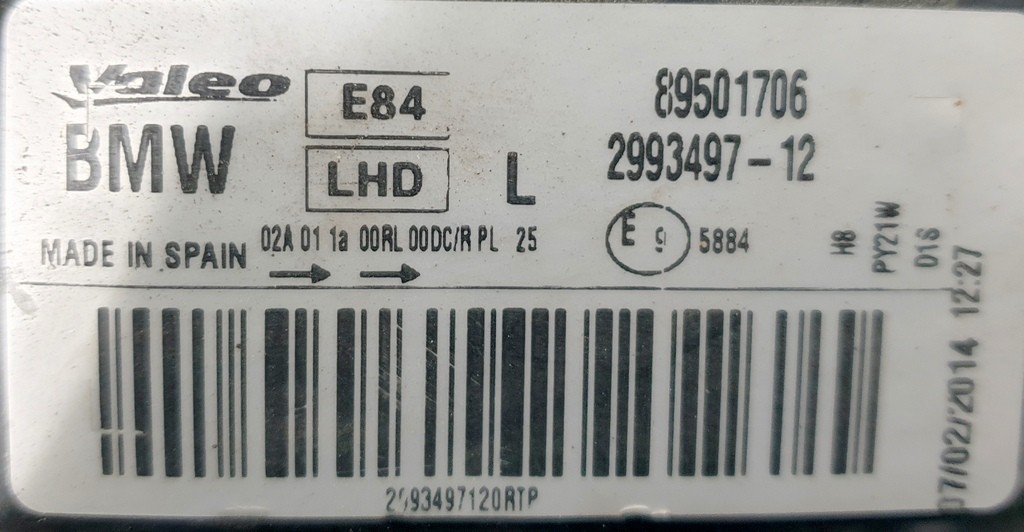 Valeo
BMW
E84
LHD
L
89501706
2993497-12
MADE IN SPAIN
02A 01 1a 00RL 00DC/R PL 25
E 9 5884
H8
PY21W
D1S
07/02/2014 12:27
2993497120RTP